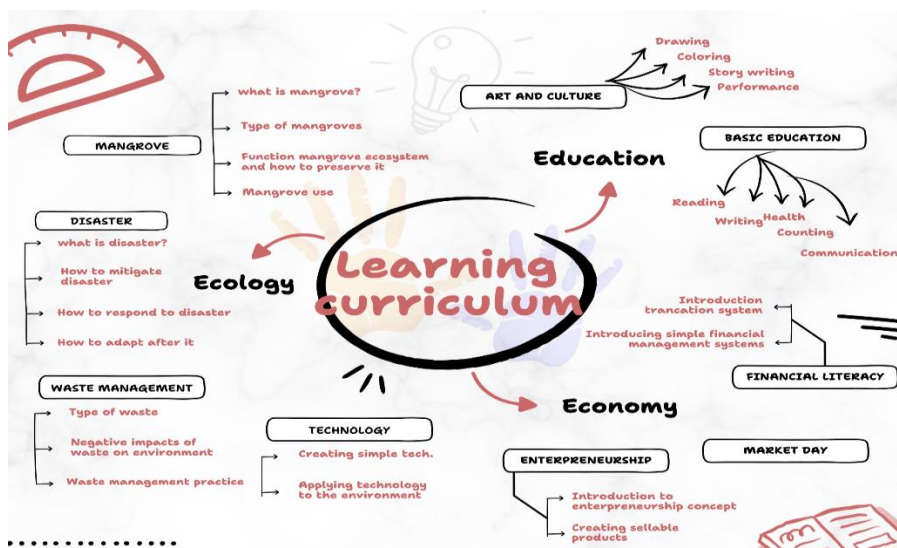 Learning
curriculum
Ecology
MANGROVE
what is mangrove?
Type of mangroves
Function mangrove ecosystem
and how to preserve it
Mangrove use
DISASTER
what is disaster?
How to mitigate
disaster
How to respond to disaster
How to adapt after it
WASTE MANAGEMENT
Type of waste
Negative impacts of
waste on environment
Waste management practice
TECHNOLOGY
Creating simple tech.
Applying technology
to the environment
Education
ART AND CULTURE
Drawing
Coloring
Story writing
Performance
BASIC EDUCATION
Reading
Writing
Health
Counting
Communication
Economy
FINANCIAL LITERACY
Introduction
trancation system
Introducing simple financial
management systems
MARKET DAY
ENTERPRENEURSHIP
Introduction to
enterpreneurship concept
Creating sellable
products